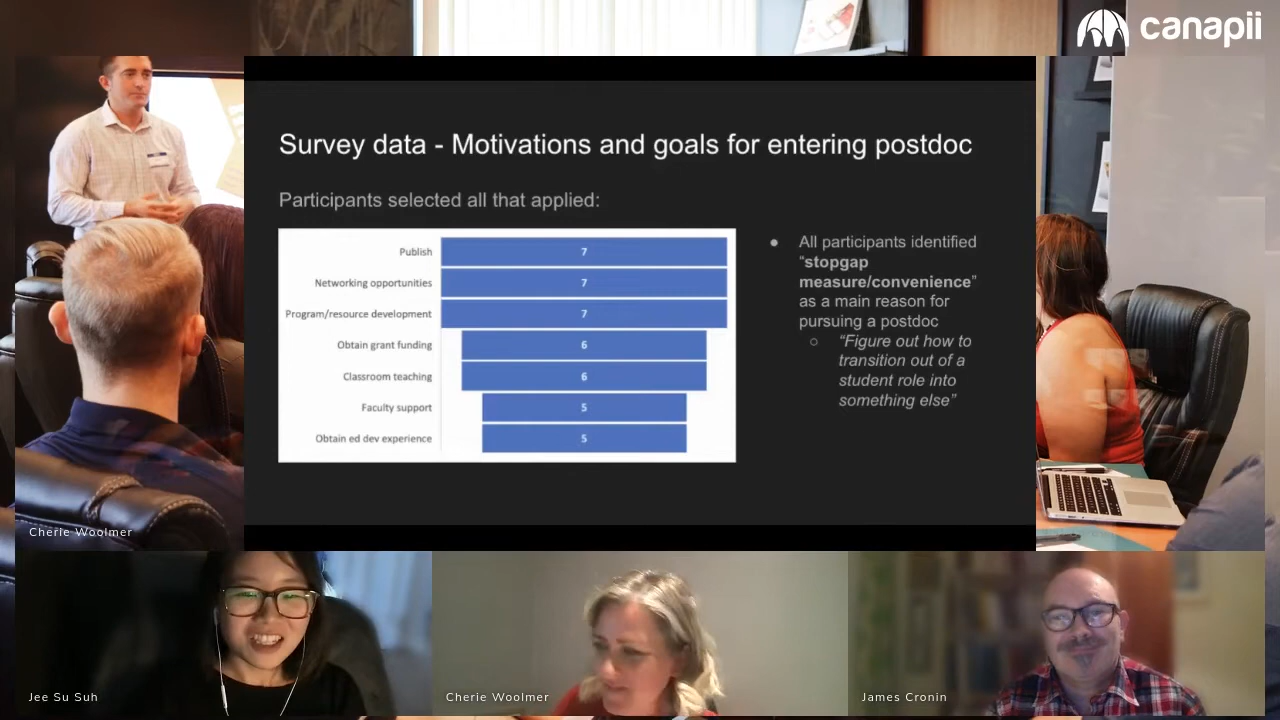 canapii
Survey data - Motivations and goals for entering postdoc
Participants selected all that applied:
Publish 7
Networking opportunities 7
Program/resource development 7
Obtain grant funding 6
Classroom teaching 6
Faculty support 5
Obtain ed dev experience 5
● All participants identified
“stopgap
measure/convenience”
as a main reason for
pursuing a postdoc
○ “Figure out how to
transition out of a
student role into
something else”
Cherie Woolmer
Jee Su Suh
Cherie Woolmer
James Cronin